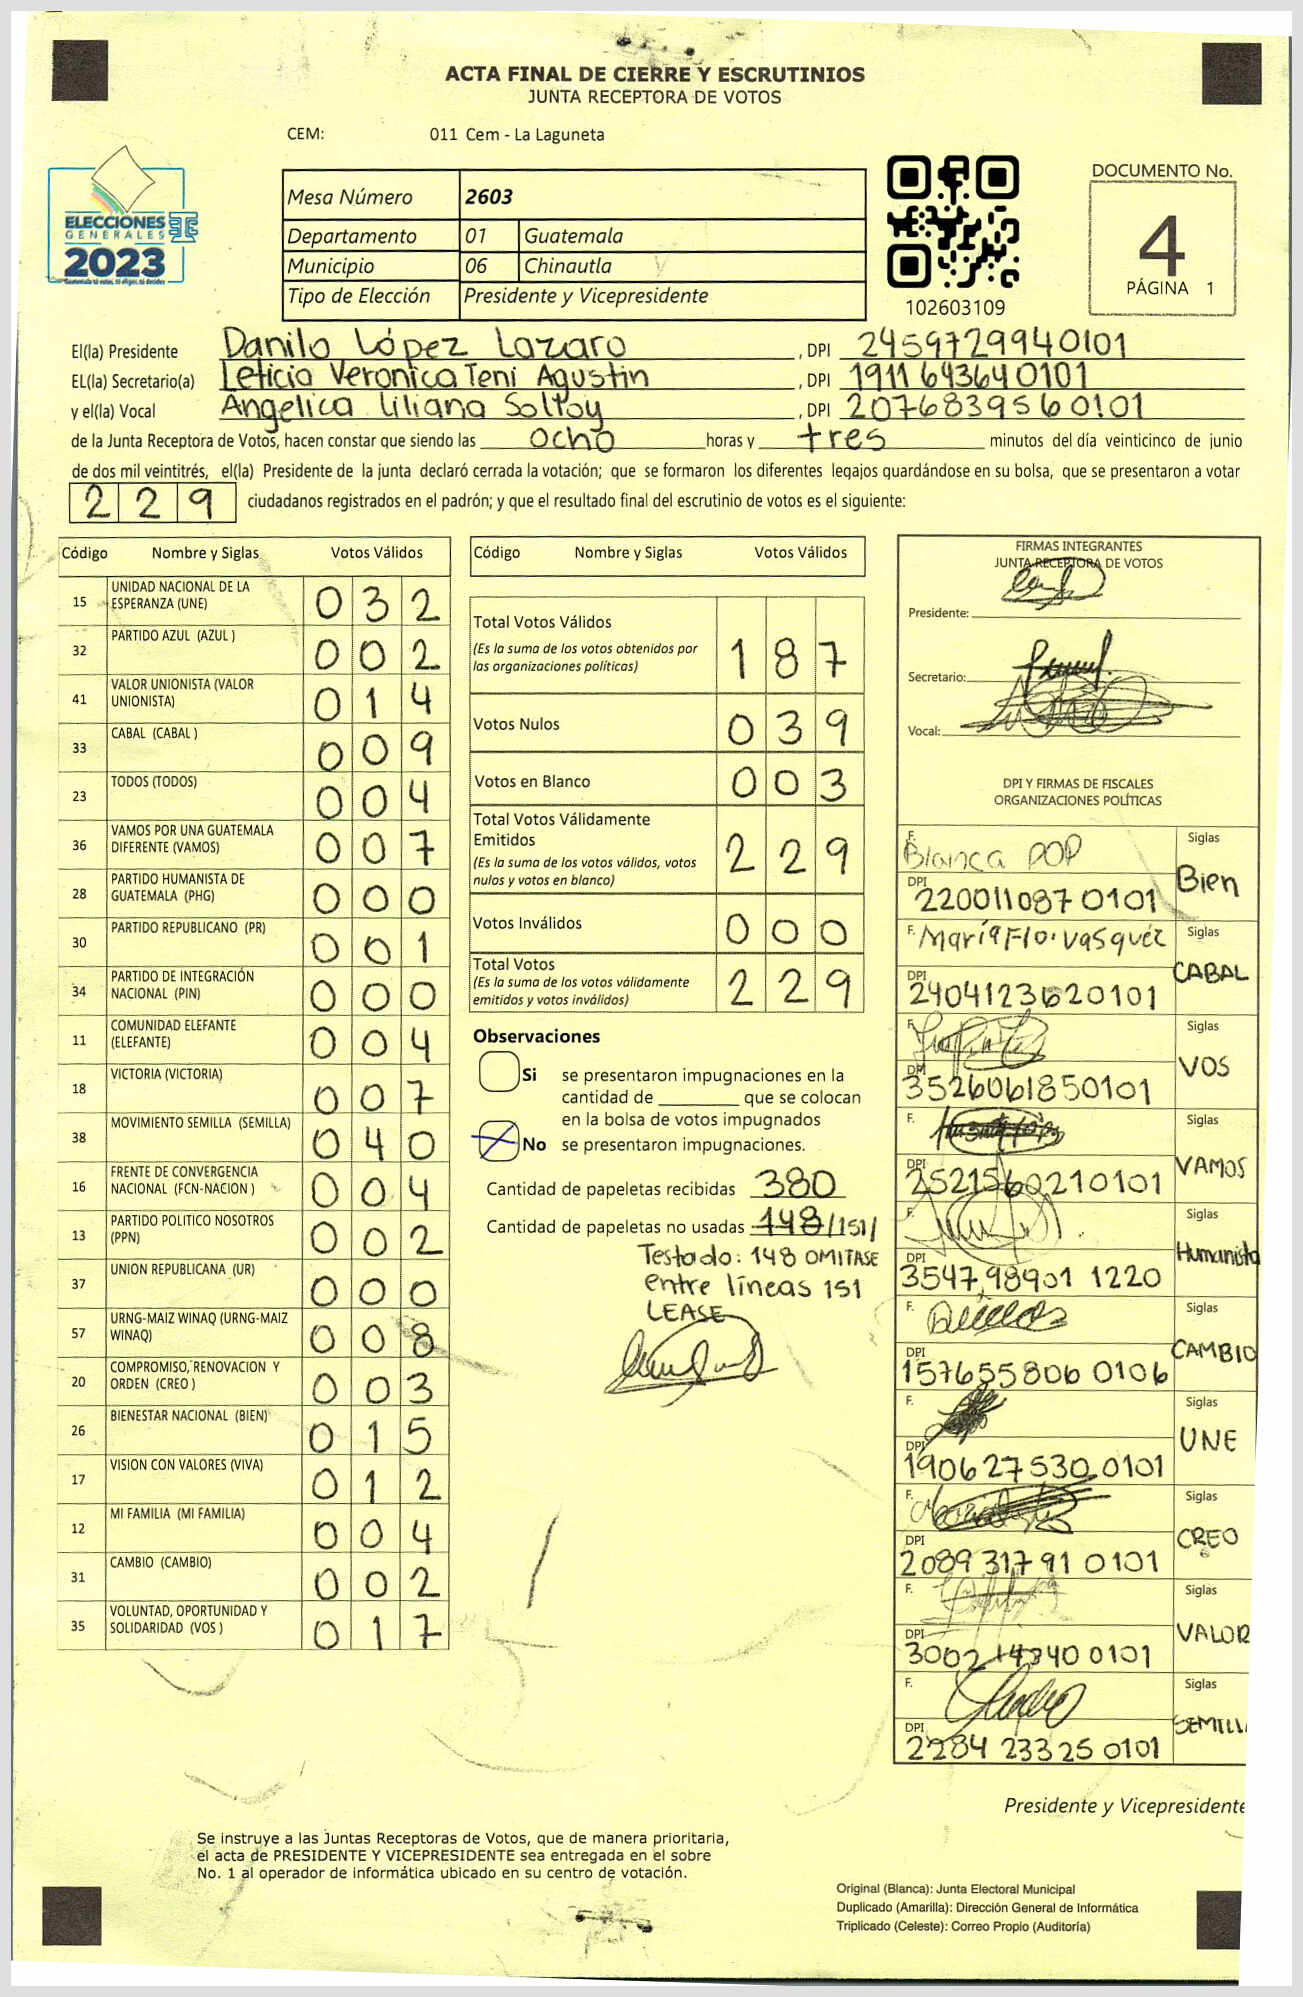 ACTA FINAL DE CIERRE Y ESCRUTINIOS
JUNTA RECEPTORA DE VOTOS
CEM: 011 Cem - La Laguneta
ELECCIONES
GENERALES
2023
Mesa Número 2603
Departamento 01 Guatemala
Municipio 06 Chinautla
Tipo de Elección Presidente y Vicepresidente
102603109
DOCUMENTO No.
4
PÁGINA 1
El(la) Presidente Danilo López Lazaro , DPI 2459729940101
EL(la) Secretario(a) Leticia Veronica Teni Agustin , DPI 1911643640101
y el(la) Vocal Angelica Liliana Soltoy , DPI 2076839560101
de la Junta Receptora de Votos, hacen constar que siendo las ocho horas y tres minutos del día veinticinco de junio
de dos mil veintitrés, el(la) Presidente de la junta declaró cerrada la votación; que se formaron los diferentes legajos guardándose en su bolsa, que se presentaron a votar
229 ciudadanos registrados en el padrón; y que el resultado final del escrutinio de votos es el siguiente:
Código Nombre y Siglas Votos Válidos
15 UNIDAD NACIONAL DE LA ESPERANZA (UNE) 032
32 PARTIDO AZUL (AZUL ) 002
41 VALOR UNIONISTA (VALOR UNIONISTA) 014
33 CABAL (CABAL ) 009
23 TODOS (TODOS) 004
36 VAMOS POR UNA GUATEMALA DIFERENTE (VAMOS) 007
28 PARTIDO HUMANISTA DE GUATEMALA (PHG) 000
30 PARTIDO REPUBLICANO (PR) 001
34 PARTIDO DE INTEGRACIÓN NACIONAL (PIN) 000
11 COMUNIDAD ELEFANTE (ELEFANTE) 004
18 VICTORIA (VICTORIA) 007
38 MOVIMIENTO SEMILLA (SEMILLA) 040
16 FRENTE DE CONVERGENCIA NACIONAL (FCN-NACION ) 004
13 PARTIDO POLITICO NOSOTROS (PPN) 002
37 UNION REPUBLICANA (UR) 000
57 URNG-MAIZ WINAQ (URNG-MAIZ WINAQ) 008
20 COMPROMISO, RENOVACION Y ORDEN (CREO ) 003
26 BIENESTAR NACIONAL (BIEN) 015
17 VISION CON VALORES (VIVA) 012
12 MI FAMILIA (MI FAMILIA) 004
31 CAMBIO (CAMBIO) 002
35 VOLUNTAD, OPORTUNIDAD Y SOLIDARIDAD (VOS ) 017
Código Nombre y Siglas Votos Válidos
Total Votos Válidos 187
(Es la suma de los votos obtenidos por
las organizaciones políticas)
Votos Nulos 039
Votos en Blanco 003
Total Votos Válidamente
Emitidos 229
(Es la suma de los votos válidos, votos
nulos y votos en blanco)
Votos Inválidos 000
Total Votos 229
(Es la suma de los votos válidamente
emitidos y votos inválidos)
Observaciones
Si se presentaron impugnaciones en la
cantidad de ________ que se colocan
en la bolsa de votos impugnados
No se presentaron impugnaciones.
Cantidad de papeletas recibidas 380
Cantidad de papeletas no usadas 148/151/
Testado: 148 OMITASE
entre líneas 151
LEASE
FIRMAS INTEGRANTES
JUNTA RECEPTORA DE VOTOS
Presidente:
Secretario:
Vocal:
DPI Y FIRMAS DE FISCALES
ORGANIZACIONES POLÍTICAS
F. Blanca POP Siglas
DPI 2200110870101 Bien
F. María Flor Vasquez Siglas
DPI 2404123620101 CABAL
F. Siglas
DPI 3526061850101 VOS
F. Siglas
DPI 2521560210101 VAMOS
F. Siglas
DPI 3547989011220 Humanista
F. Siglas
DPI 1576558060106 CAMBIO
F. Siglas
DPI 1906275300101 UNE
F. Siglas
DPI 2089317910101 CREO
F. Siglas
DPI 3002143400101 VALOR
F. Siglas
DPI 2284233250101 SEMILL
Presidente y Vicepresidente
Se instruye a las Juntas Receptoras de Votos, que de manera prioritaria,
el acta de PRESIDENTE Y VICEPRESIDENTE sea entregada en el sobre
No. 1 al operador de informática ubicado en su centro de votación.
Original (Blanca): Junta Electoral Municipal
Duplicado (Amarilla): Dirección General de Informática
Triplicado (Celeste): Correo Propio (Auditoría)